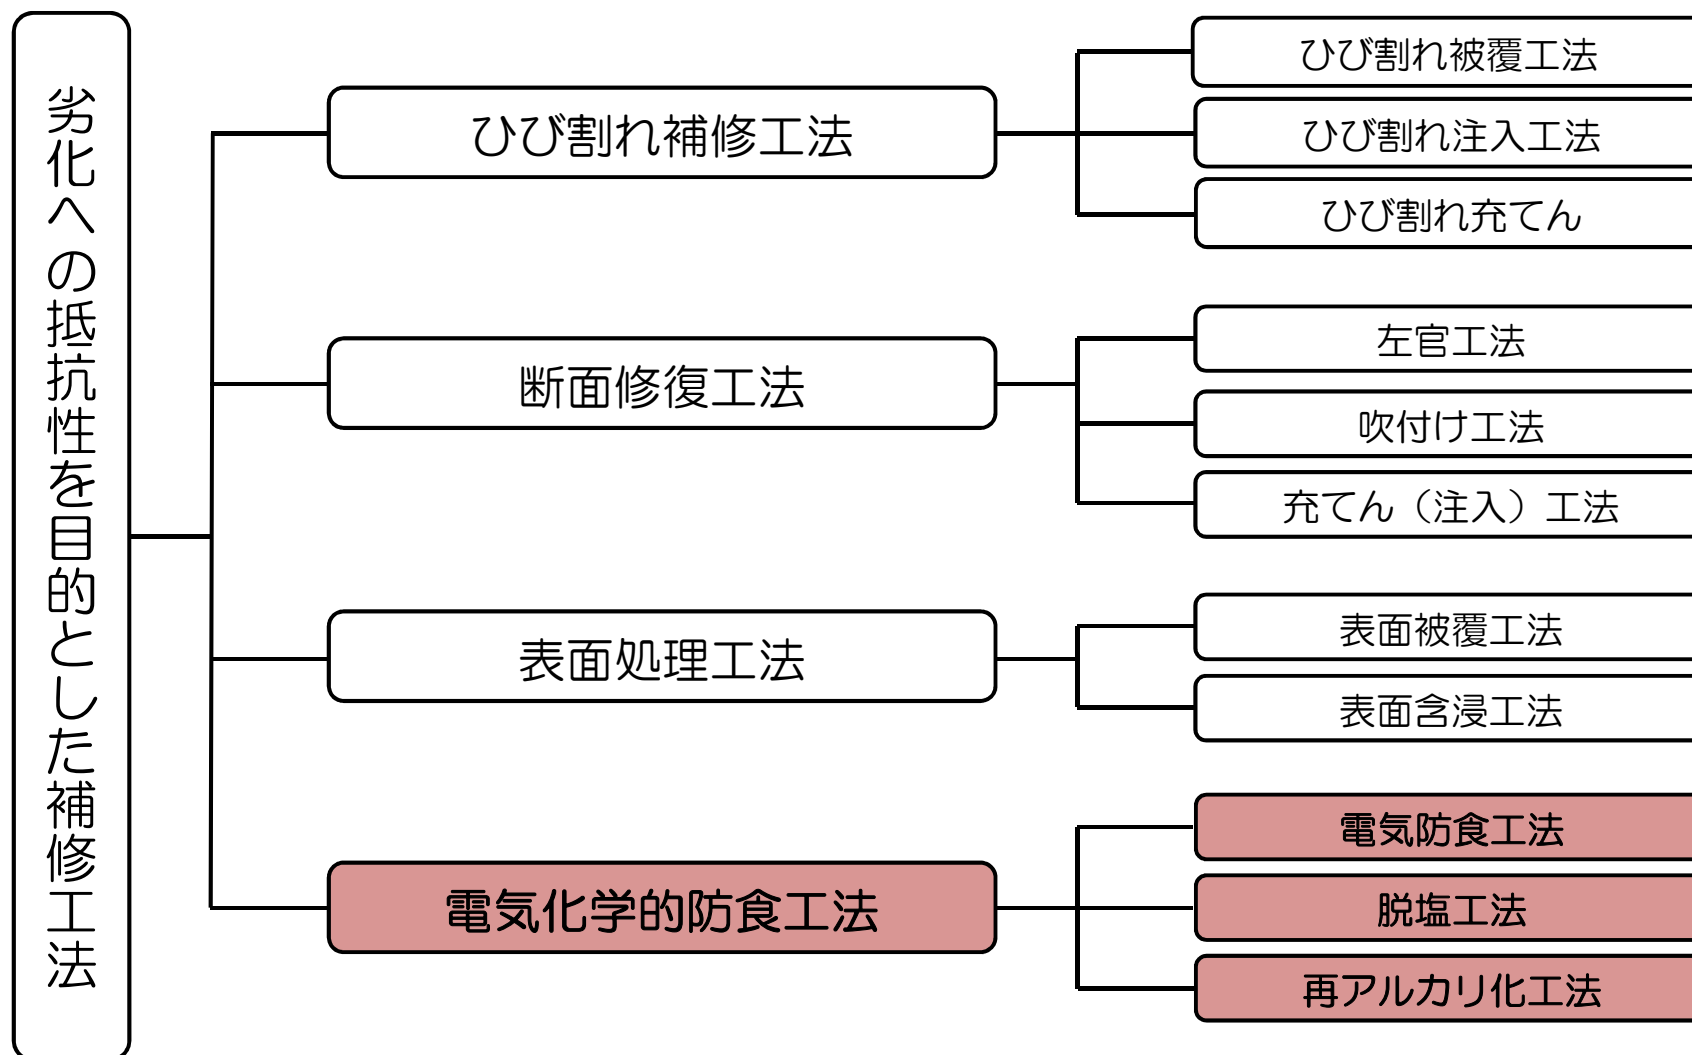 劣化への抵抗性を目的とした補修工法
ひび割れ補修工法
ひび割れ被覆工法
ひび割れ注入工法
ひび割れ充てん
断面修復工法
左官工法
吹付け工法
充てん（注入）工法
表面処理工法
表面被覆工法
表面含浸工法
電気化学的防食工法
電気防食工法
脱塩工法
再アルカリ化工法